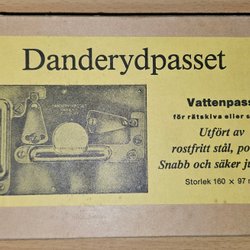 Danderydpasset
Vattenpass
för rätskiva eller s
Utfört av
rostfritt stål, po
Snabb och säker ju
Storlek 160 × 97 m